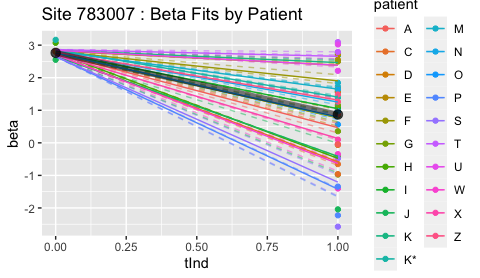 Site 783007 : Beta Fits by Patient
3
2
1
0
-1
-2
beta
0.00 0.25 0.50 0.75 1.00
tInd
patient
A M
C N
D O
E P
F S
G T
H U
I W
J X
K Z
K*